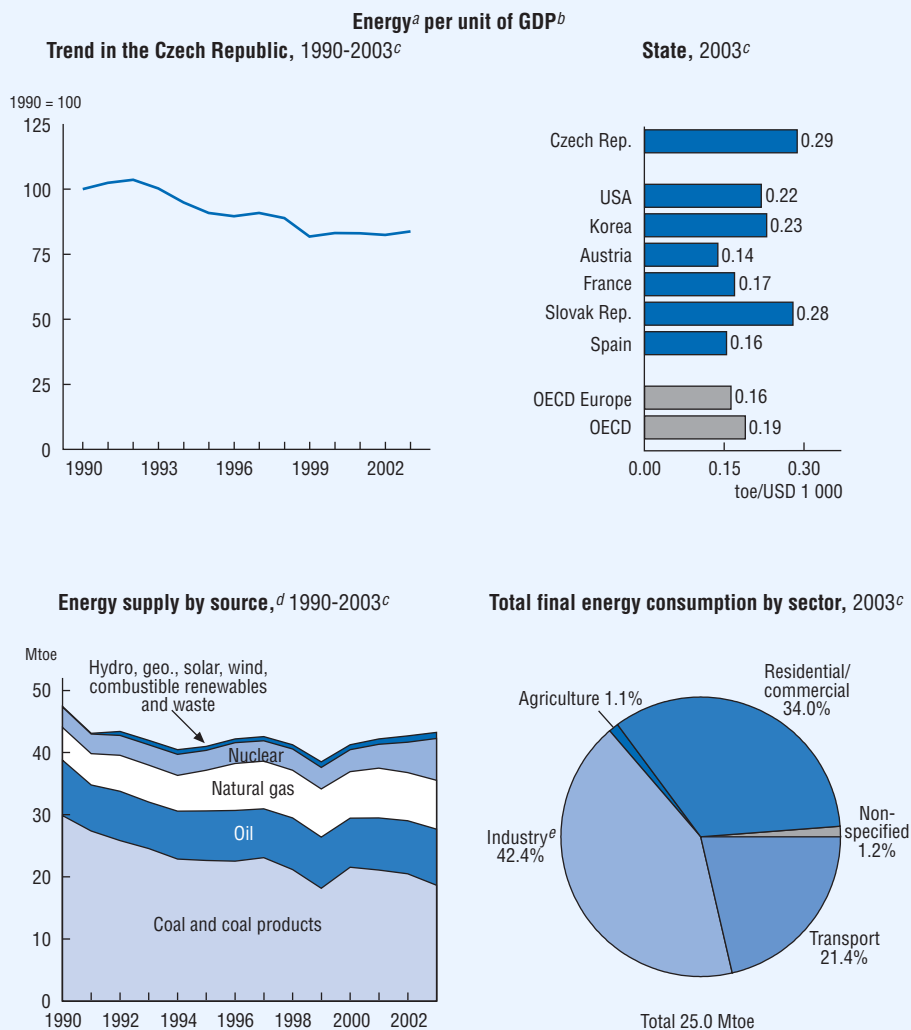 Energyᵃ per unit of GDPᵇ
Trend in the Czech Republic, 1990-2003ᶜ
1990 = 100
125
100
75
50
25
0
1990 1993 1996 1999 2002
State, 2003ᶜ
Czech Rep. 0.29
USA 0.22
Korea 0.23
Austria 0.14
France 0.17
Slovak Rep. 0.28
Spain 0.16
OECD Europe 0.16
OECD 0.19
0.00 0.15 0.30
toe/USD 1 000
Energy supply by source,ᵈ 1990-2003ᶜ
Mtoe
50
40
30
20
10
0
Hydro, geo., solar, wind,
combustible renewables
and waste
Nuclear
Natural gas
Oil
Coal and coal products
1990 1992 1994 1996 1998 2000 2002
Total final energy consumption by sector, 2003ᶜ
Agriculture 1.1%
Residential/
commercial
34.0%
Non-
specified
1.2%
Industryᵉ
42.4%
Transport
21.4%
Total 25.0 Mtoe